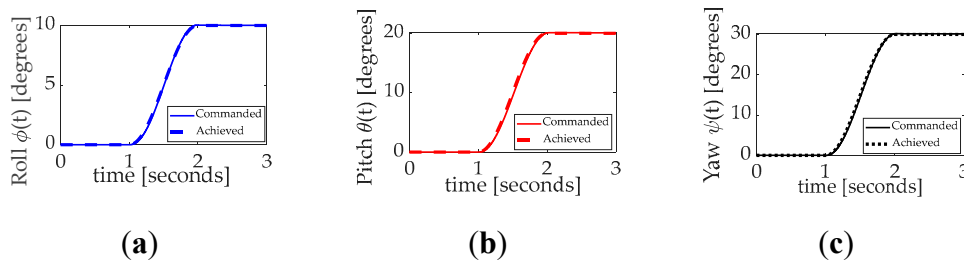 Roll ϕ(t) [degrees]
10
5
0
0 1 2 3
time [seconds]
Commanded
Achieved
(a)
Pitch θ(t) [degrees]
20
10
0
0 1 2 3
time [seconds]
Commanded
Achieved
(b)
Yaw ψ(t) [degrees]
30
20
10
0
0 1 2 3
time [seconds]
Commanded
Achieved
(c)